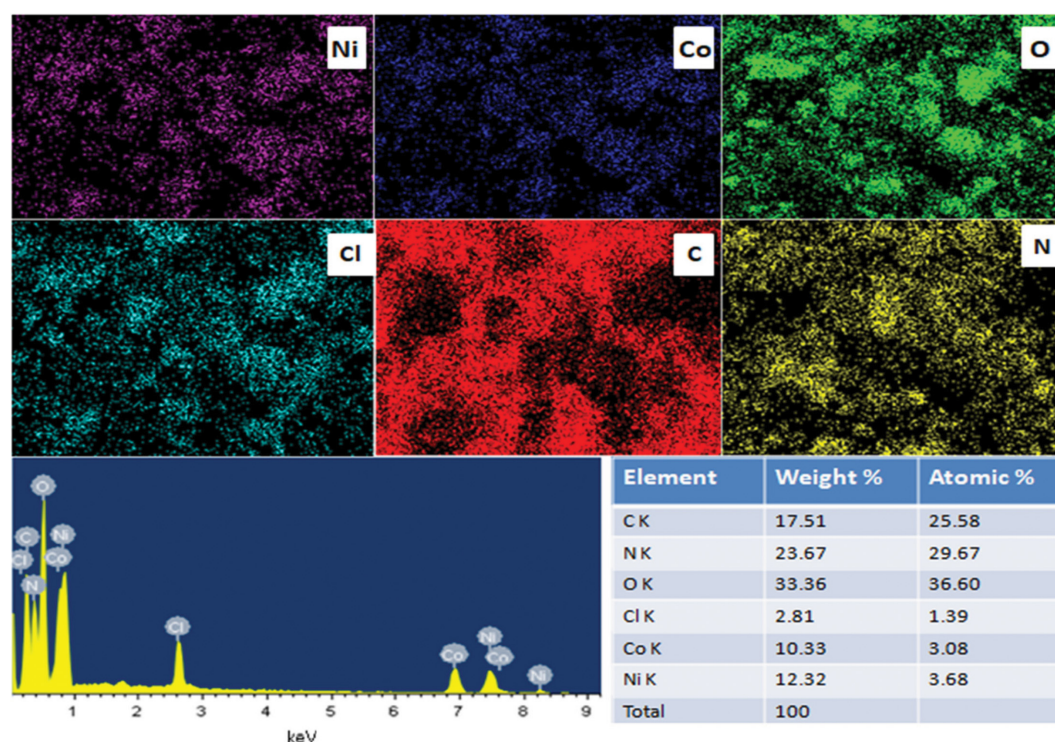 Ni
Co
O
Cl
C
N
O
C
Ni
Cl
Co
N
Cl
Ni
Co
Co
Ni
1 2 3 4 5 6 7 8 9
keV
Element Weight % Atomic %
C K 17.51 25.58
N K 23.67 29.67
O K 33.36 36.60
Cl K 2.81 1.39
Co K 10.33 3.08
Ni K 12.32 3.68
Total 100